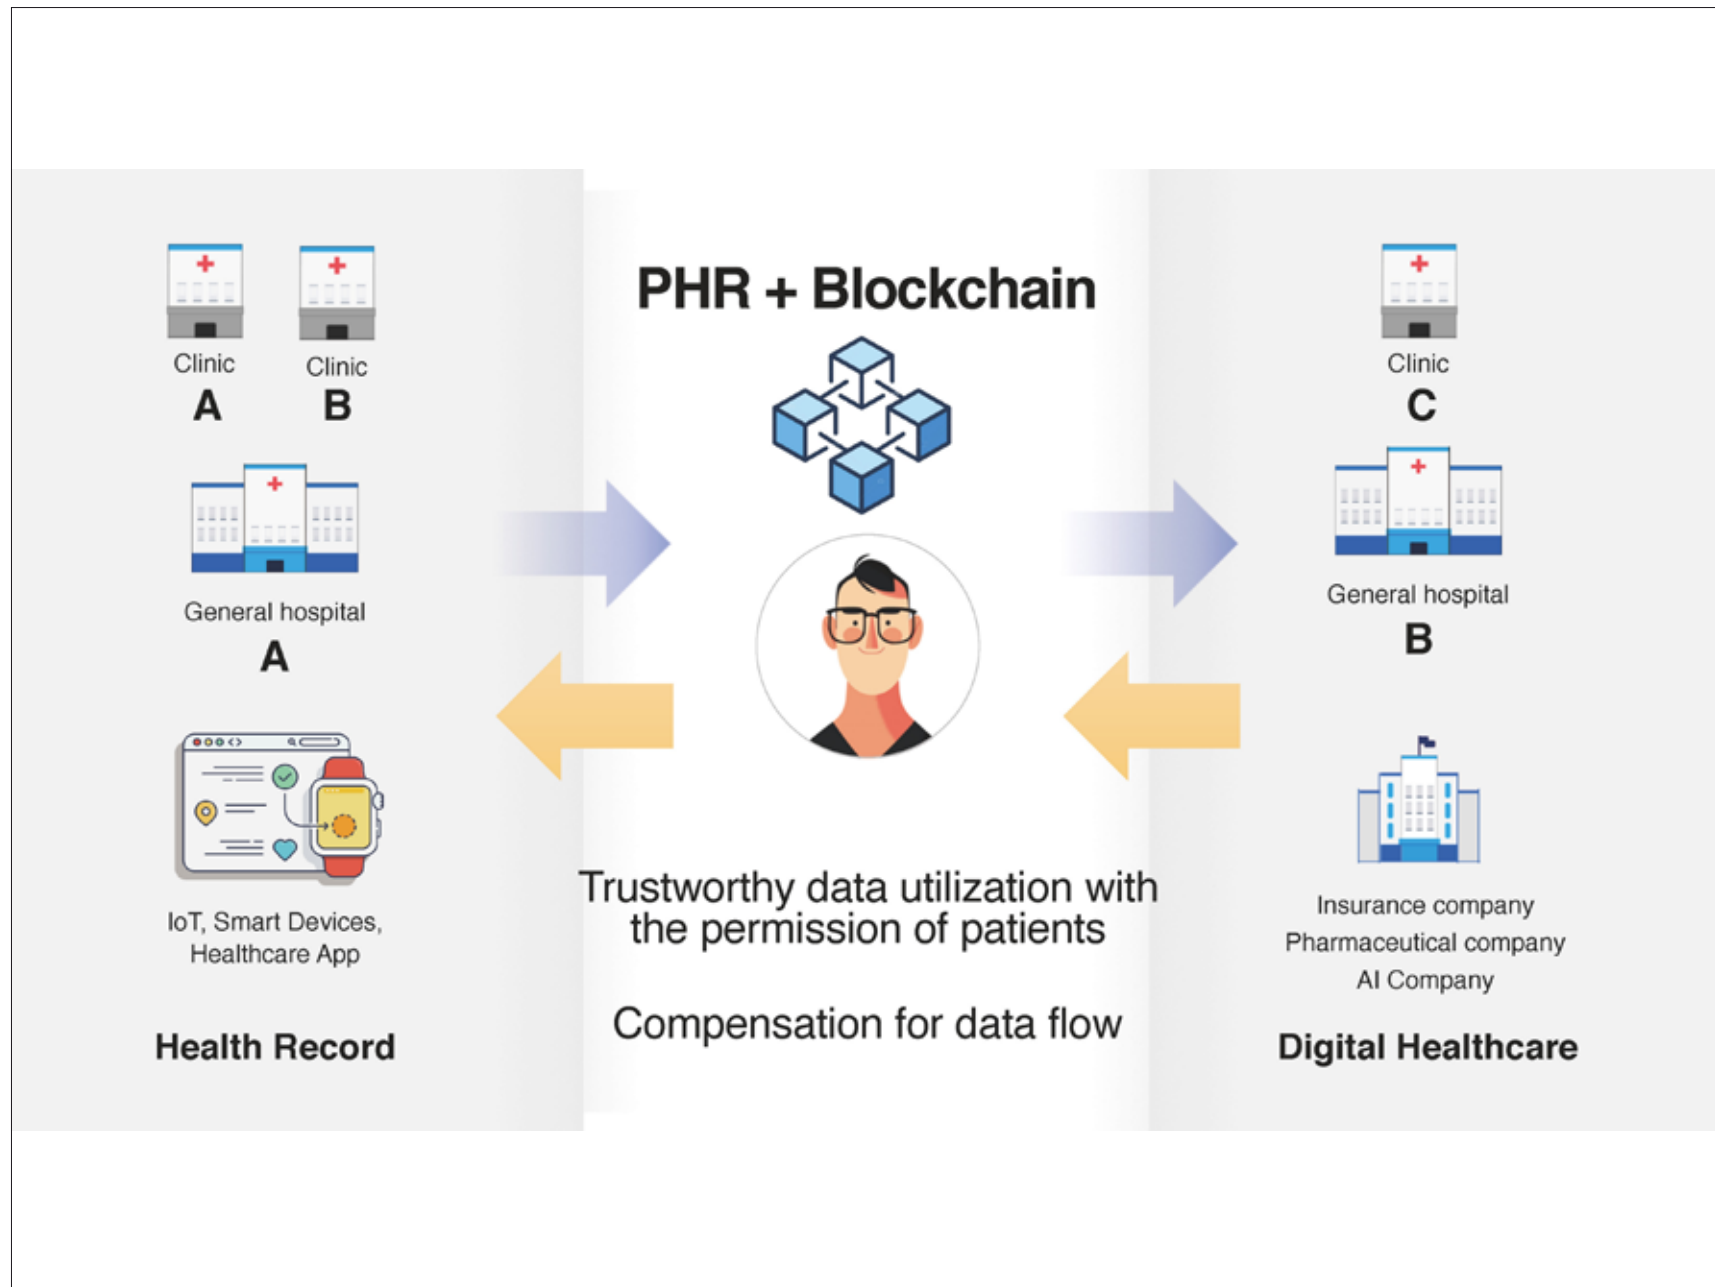 Clinic
A
Clinic
B
General hospital
A
IoT, Smart Devices,
Healthcare App
Health Record
PHR + Blockchain
Trustworthy data utilization with
the permission of patients
Compensation for data flow
Clinic
C
General hospital
B
Insurance company
Pharmaceutical company
AI Company
Digital Healthcare